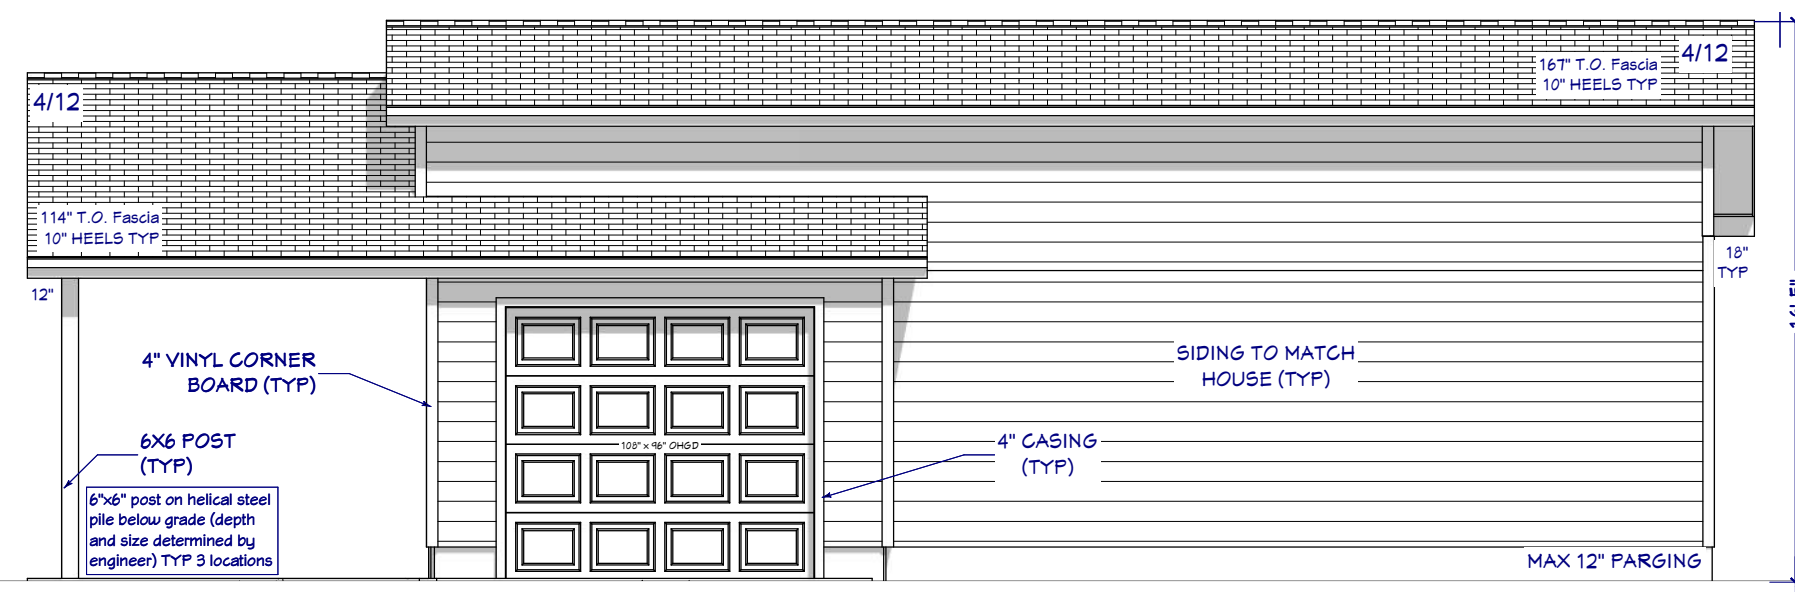 4/12
167" T.O. Fascia
10" HEELS TYP
4/12
114" T.O. Fascia
10" HEELS TYP
12"
18"
TYP
4" VINYL CORNER
BOARD (TYP)
SIDING TO MATCH
HOUSE (TYP)
6X6 POST
(TYP)
108" x 96" OHGD
4" CASING
(TYP)
6"x6" post on helical steel
pile below grade (depth
and size determined by
engineer) TYP 3 locations
MAX 12" PARGING